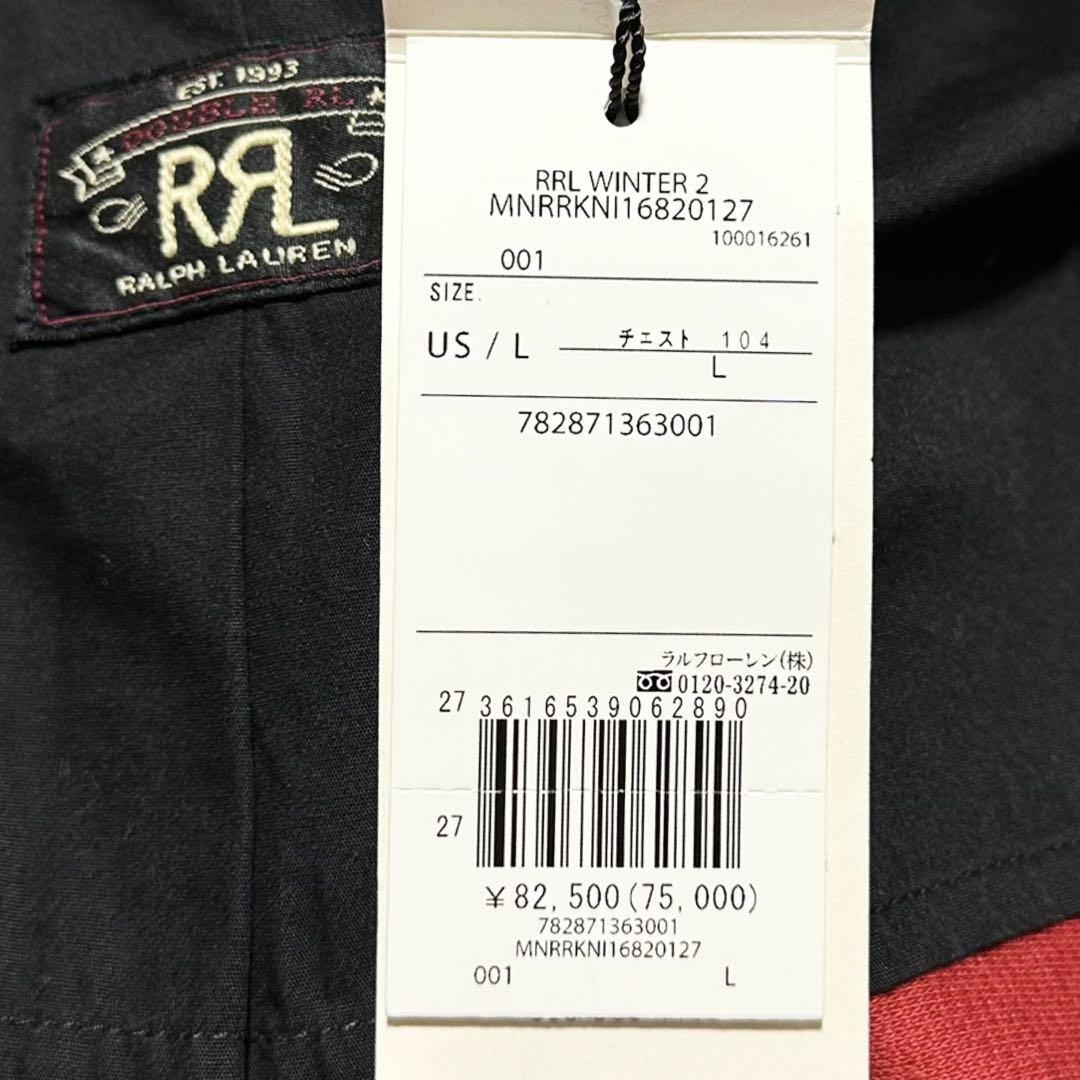 EST. 1993
DOUBLE RL
RRL
RALPH LAUREN
RRL WINTER 2
MNRRKNI16820127
100016261
001
SIZE.
US / L
チェスト 104
L
782871363001
ラルフローレン(株)
0120-3274-20
27 3616539062890
27
¥82,500(75,000)
782871363001
MNRRKNI16820127
001 L